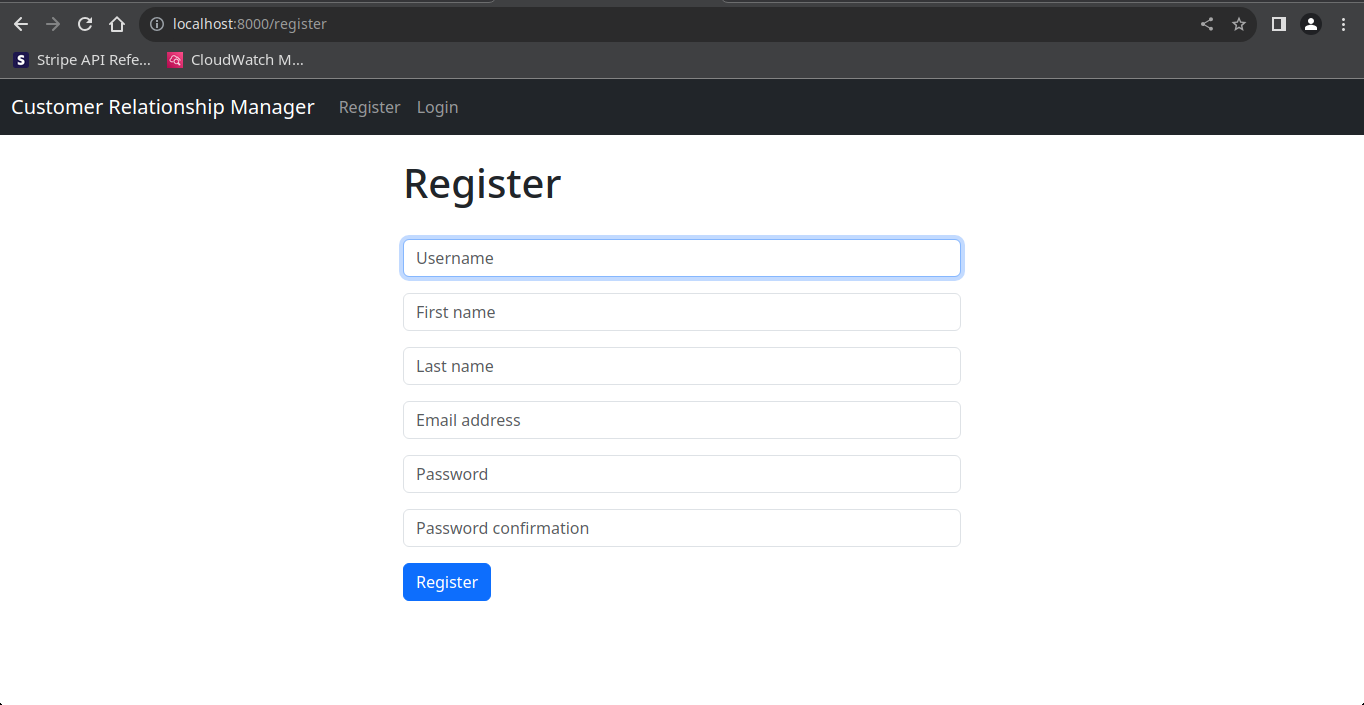 localhost:8000/register
S Stripe API Refe... CloudWatch M...
Customer Relationship Manager Register Login
Register
Username
First name
Last name
Email address
Password
Password confirmation
Register